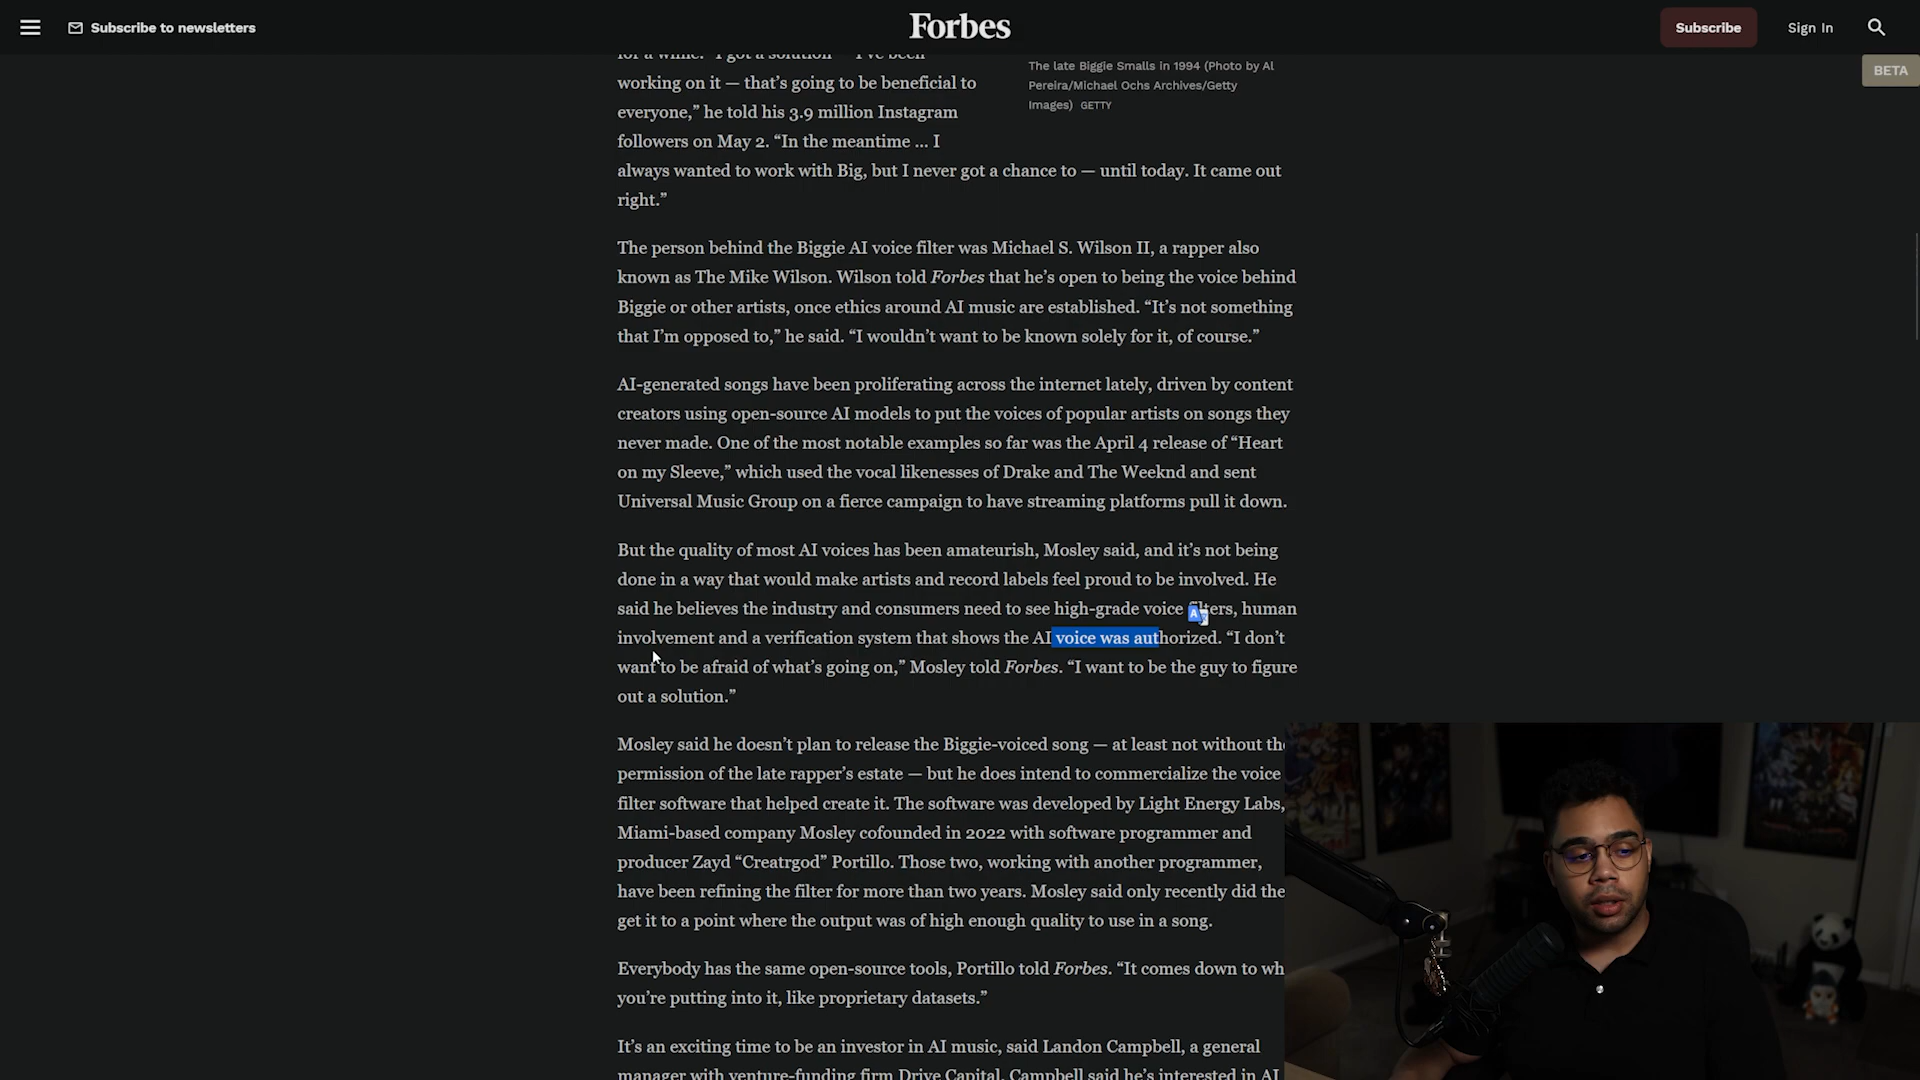 Subscribe to newsletters
Forbes
Subscribe
Sign In
BETA
working on it — that’s going to be beneficial to
everyone,” he told his 3.9 million Instagram
followers on May 2. “In the meantime ... I
always wanted to work with Big, but I never got a chance to — until today. It came out
right.”
The late Biggie Smalls in 1994 (Photo by Al
Pereira/Michael Ochs Archives/Getty
Images) GETTY
The person behind the Biggie AI voice filter was Michael S. Wilson II, a rapper also
known as The Mike Wilson. Wilson told Forbes that he’s open to being the voice behind
Biggie or other artists, once ethics around AI music are established. “It’s not something
that I’m opposed to,” he said. “I wouldn’t want to be known solely for it, of course.”
AI-generated songs have been proliferating across the internet lately, driven by content
creators using open-source AI models to put the voices of popular artists on songs they
never made. One of the most notable examples so far was the April 4 release of “Heart
on my Sleeve,” which used the vocal likenesses of Drake and The Weeknd and sent
Universal Music Group on a fierce campaign to have streaming platforms pull it down.
But the quality of most AI voices has been amateurish, Mosley said, and it’s not being
done in a way that would make artists and record labels feel proud to be involved. He
said he believes the industry and consumers need to see high-grade voice filters, human
involvement and a verification system that shows the AI voice was authorized. “I don’t
want to be afraid of what’s going on,” Mosley told Forbes. “I want to be the guy to figure
out a solution.”
Mosley said he doesn’t plan to release the Biggie-voiced song — at least not without
permission of the late rapper’s estate — but he does intend to commercialize the voice
filter software that helped create it. The software was developed by Light Energy Labs,
Miami-based company Mosley cofounded in 2022 with software programmer and
producer Zayd “Creatrgod” Portillo. Those two, working with another programmer,
have been refining the filter for more than two years. Mosley said only recently did
get it to a point where the output was of high enough quality to use in a song.
Everybody has the same open-source tools, Portillo told Forbes. “It comes down to
you’re putting into it, like proprietary datasets.”
It’s an exciting time to be an investor in AI music, said Landon Campbell, a general
manager with venture-funding firm Drive Capital. Campbell said he’s interested in AI